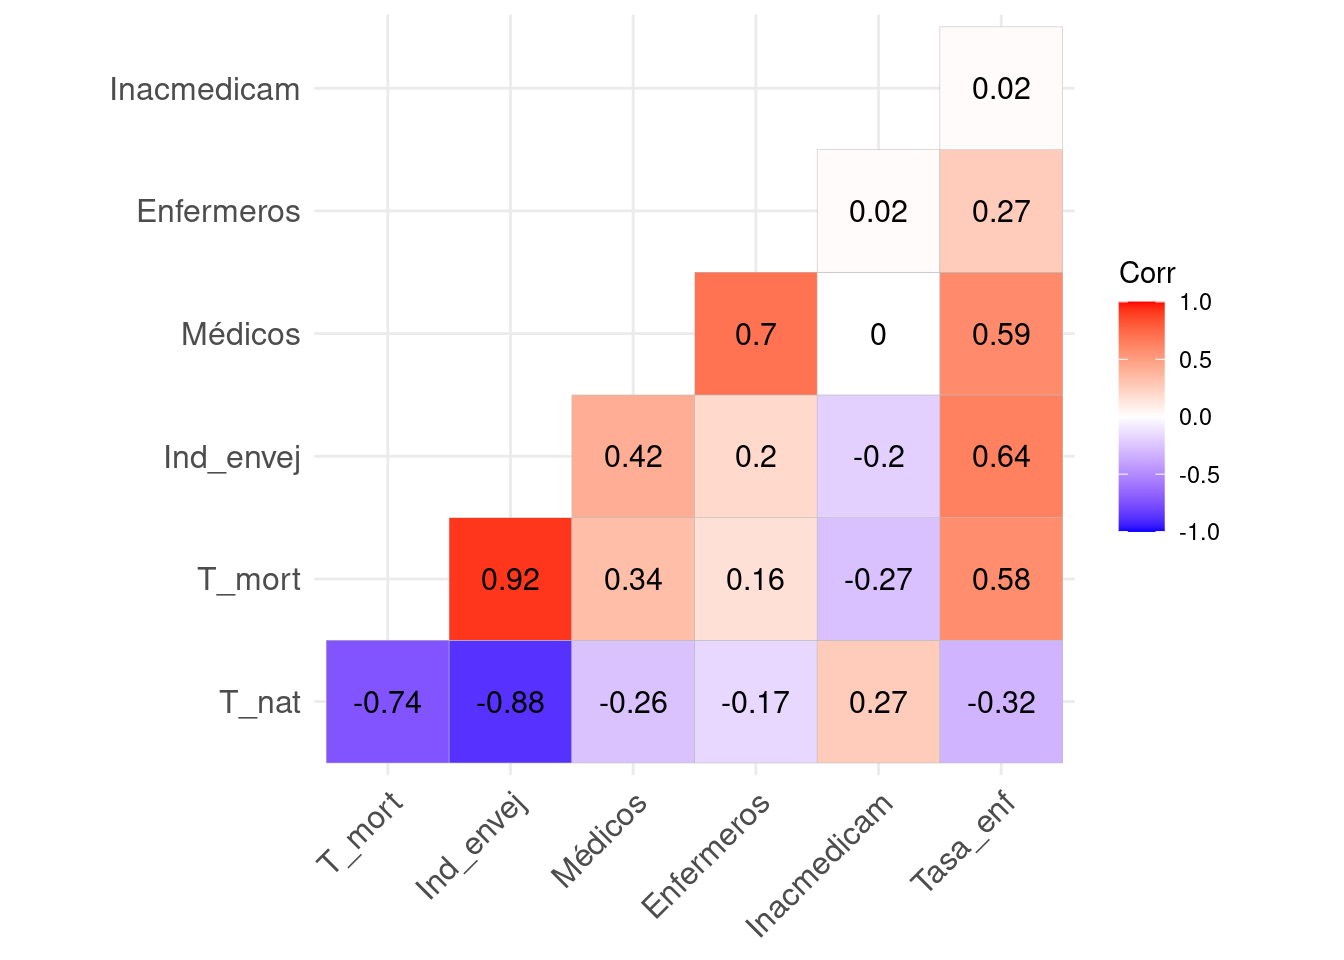 Inacmedicam 0.02
Enfermeros 0.02 0.27
Médicos 0.7 0 0.59
Ind_envej 0.42 0.2 -0.2 0.64
T_mort 0.92 0.34 0.16 -0.27 0.58
T_nat -0.74 -0.88 -0.26 -0.17 0.27 -0.32
T_mort Ind_envej Médicos Enfermeros Inacmedicam Tasa_enf
Corr
1.0
0.5
0.0
-0.5
-1.0